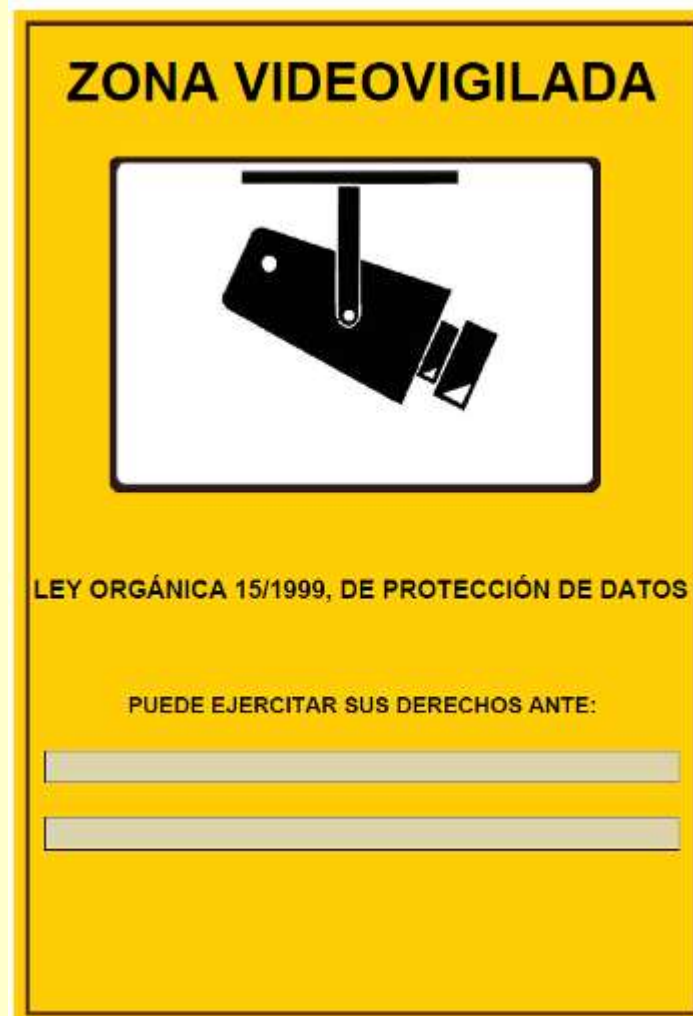 ZONA VIDEOVIGILADA
LEY ORGÁNICA 15/1999, DE PROTECCIÓN DE DATOS
PUEDE EJERCITAR SUS DERECHOS ANTE: